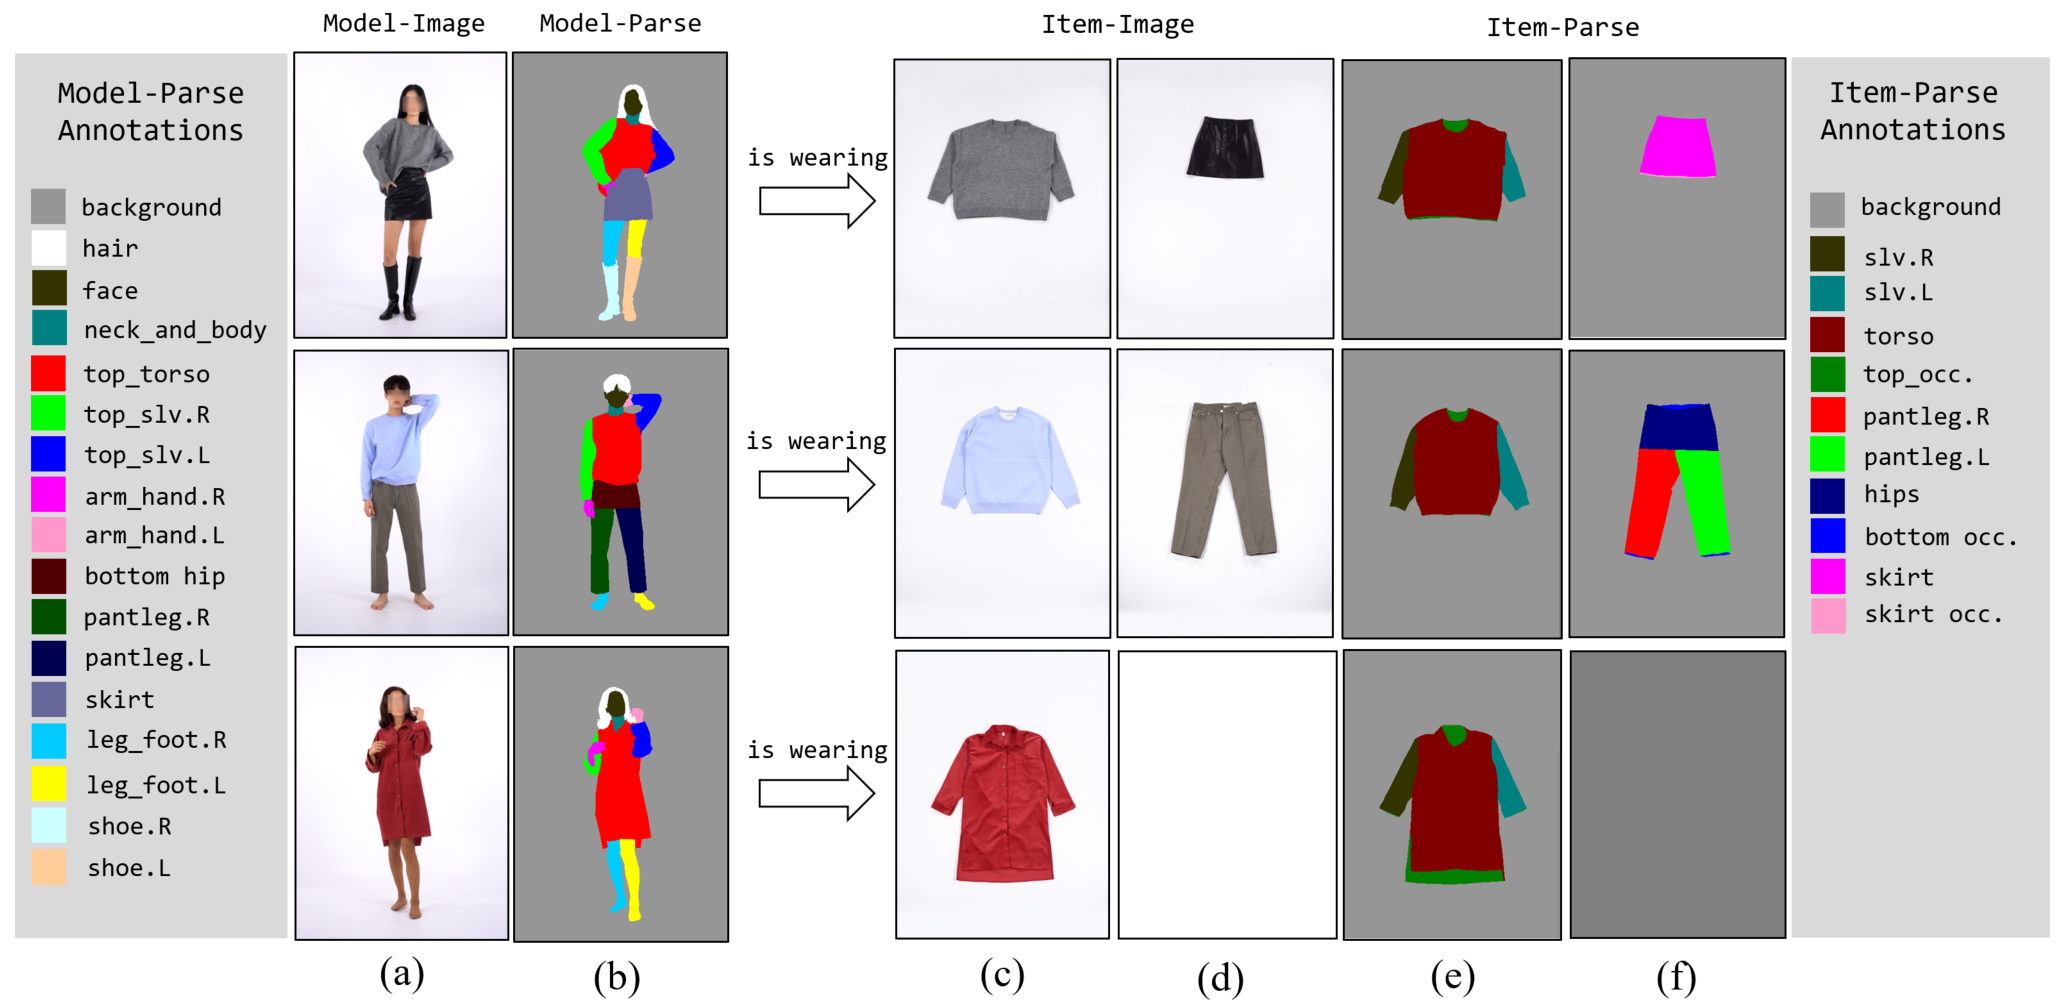 Model-Image
Model-Parse
Item-Image
Item-Parse
Model-Parse
Annotations
background
hair
face
neck_and_body
top_torso
top_slv.R
top_slv.L
arm_hand.R
arm_hand.L
bottom hip
pantleg.R
pantleg.L
skirt
leg_foot.R
leg_foot.L
shoe.R
shoe.L
is wearing
is wearing
is wearing
Item-Parse
Annotations
background
slv.R
slv.L
torso
top_occ.
pantleg.R
pantleg.L
hips
bottom occ.
skirt
skirt occ.
(a)
(b)
(c)
(d)
(e)
(f)